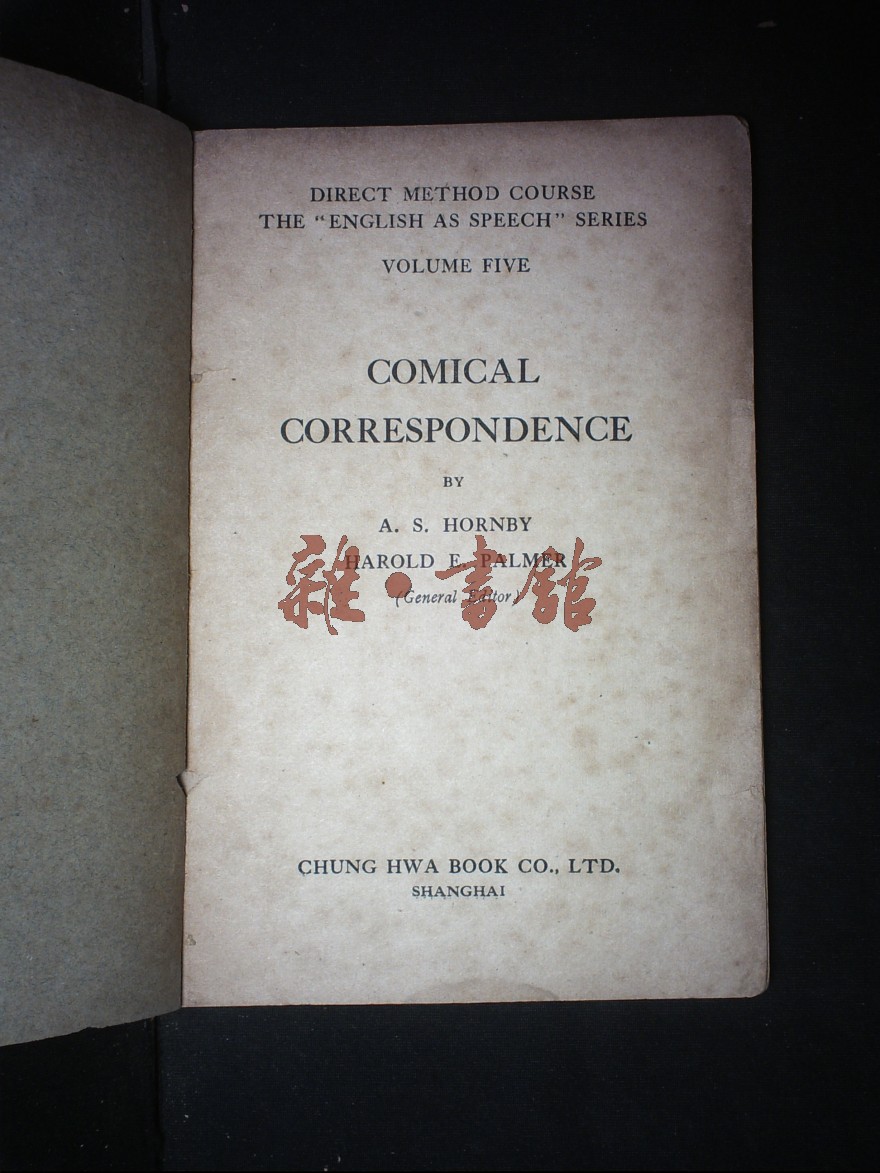 DIRECT METHOD COURSE
THE “ENGLISH AS SPEECH” SERIES
VOLUME FIVE
COMICAL
CORRESPONDENCE
BY
A. S. HORNBY
HAROLD E. PALMER
(General Editor)
雜·書館
CHUNG HWA BOOK CO., LTD.
SHANGHAI